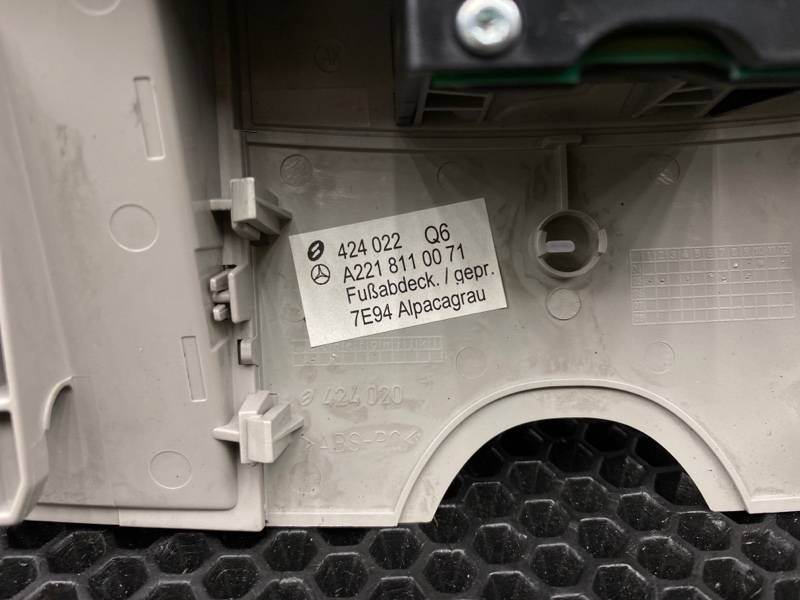 424 022 Q6
A221 811 00 71
Fußabdeck. / gepr.
7E94 Alpacagrau
424 020
>ABS-PC<